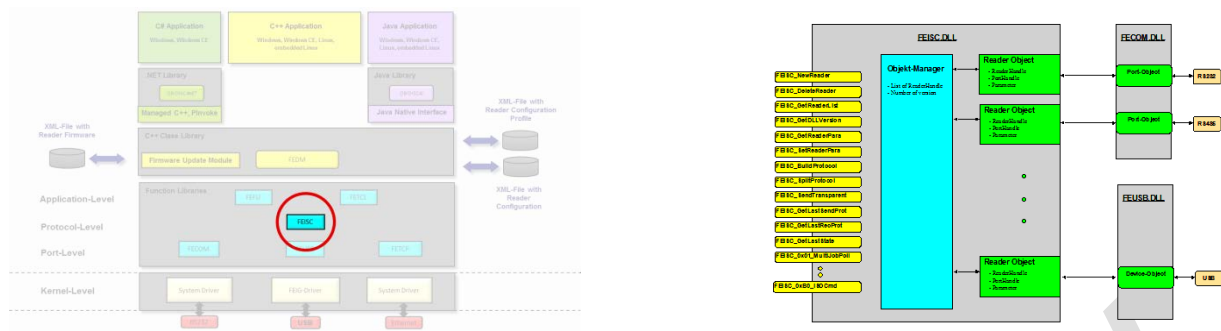 C# Application
Windows, Windows CE
C++ Application
Windows, Windows CE, Linux,
embedded Linux
Java Application
Windows, Windows CE,
Linux, embedded Linux
.NET Library
Java Library
Managed C++, PInvoke
Java Native Interface
XML-File with
Reader Configuration
Profile
XML-File with
Reader Firmware
C++ Class Library
Firmware Update Module
FEDM
XML-File with
Reader
Configuration
Function Libraries
Application-Level
FEFU
FETCL
Protocol-Level
FEISC
Port-Level
FECOM
FETCP
Kernel-Level
System Driver
FEIG-Driver
System Driver
RS232
USB
Ethernet
FEISC.DLL
FECOM.DLL
FEISC_NewReader
FEISC_DeleteReader
FEISC_GetReaderList
FEISC_GetDLLVersion
FEISC_GetReaderPara
FEISC_SetReaderPara
FEISC_BuildProtocol
FEISC_SplitProtocol
FEISC_SendTransparent
FEISC_GetLastSendProt
FEISC_GetLastRecProt
FEISC_GetLastState
FEISC_0x01_MultiJobPoll
FEISC_0xB0_ISOCmd
Objekt-Manager
- List of ReaderHandle
- Number of version
Reader Object
- ReaderHandle
- PortHandle
- Parameter
Port-Object
RS232
Reader Object
- ReaderHandle
- PortHandle
- Parameter
Port-Object
RS485
FEUSB.DLL
Reader Object
- ReaderHandle
- PortHandle
- Parameter
Device-Object
USB